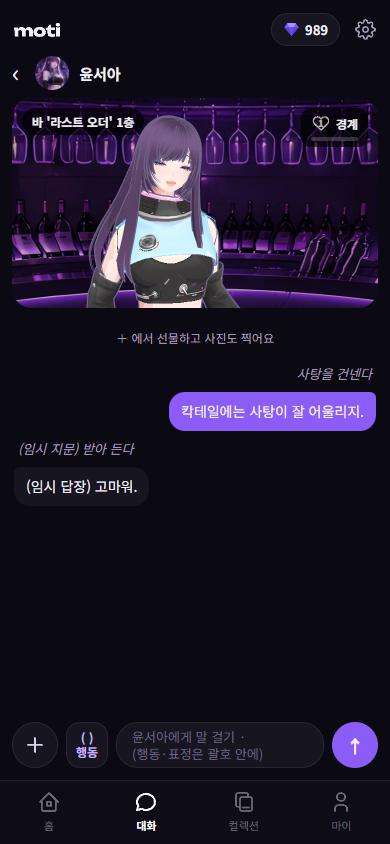 moti
989
윤서아
바 '라스트 오더' 1층
1
경계
+ 에서 선물하고 사진도 찍어요
사탕을 건넨다
칵테일에는 사탕이 잘 어울리지.
(임시 지문) 받아 든다
(임시 답장) 고마워.
( )
행동
윤서아에게 말 걸기 ·
(행동·표정은 괄호 안에)
홈
대화
컬렉션
마이